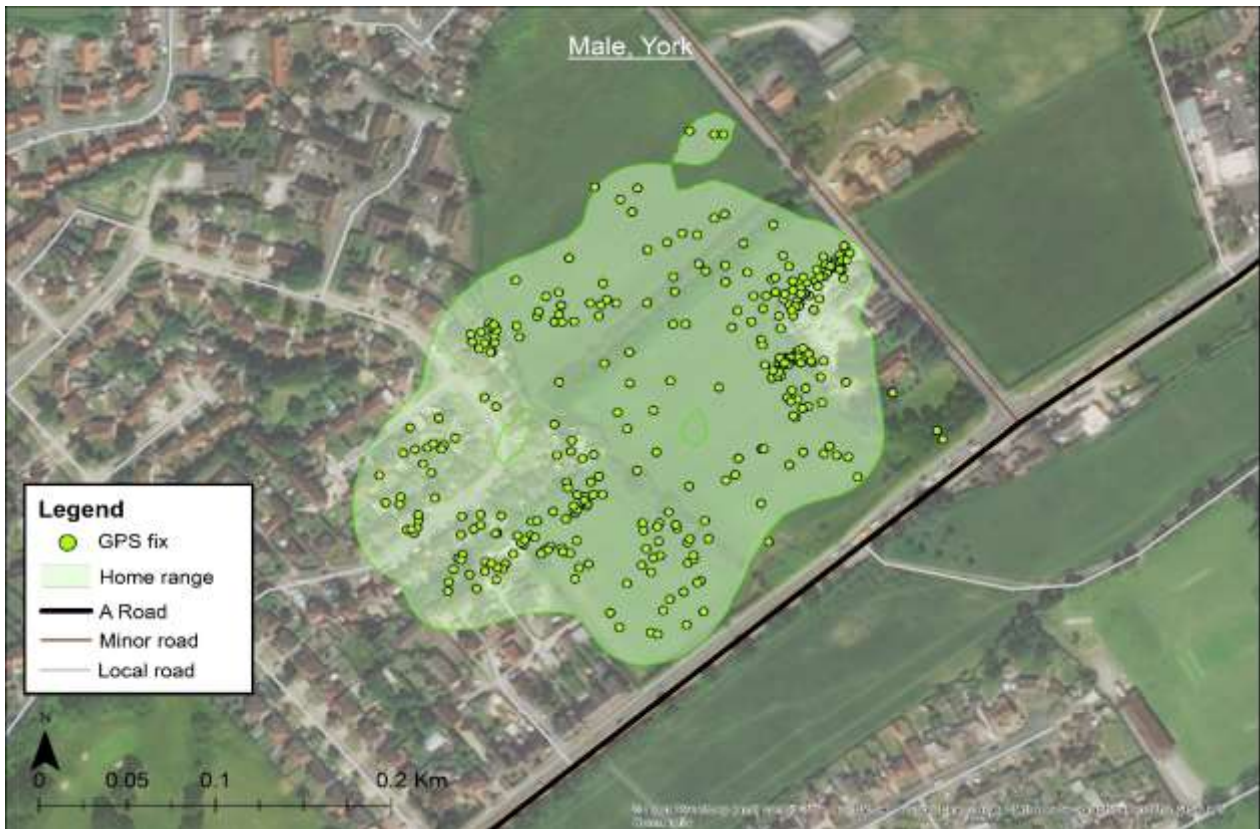 Male, York
Legend
GPS fix
Home range
A Road
Minor road
Local road
N
0 0.05 0.1 0.2 Km